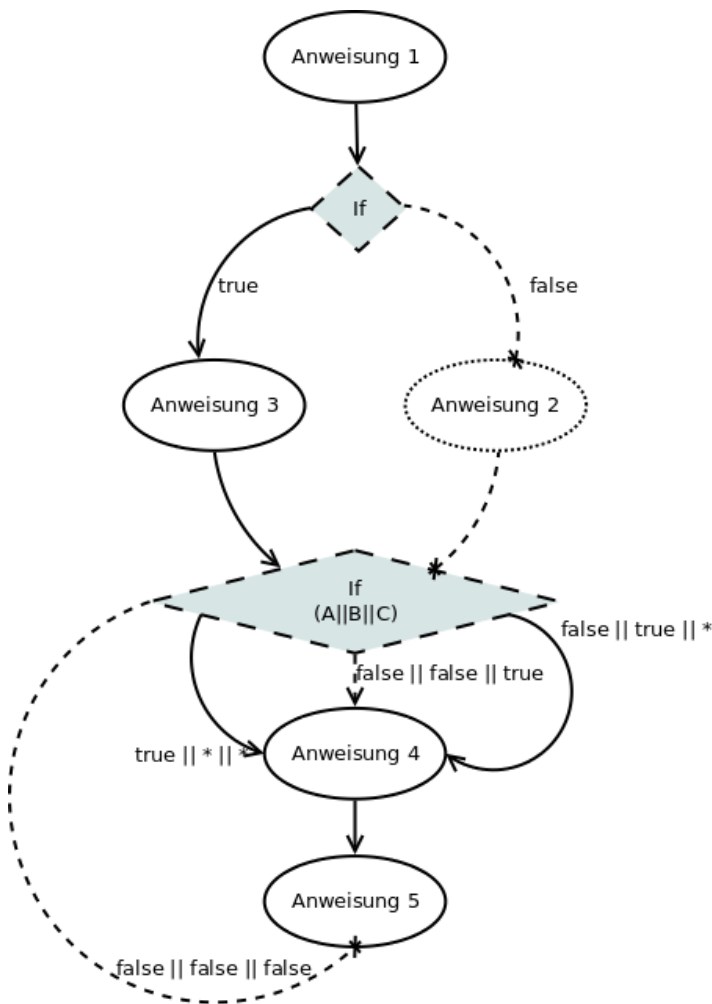 Anweisung 1
If
true
false
Anweisung 3
Anweisung 2
If
(A||B||C)
false || true || *
false || false || true
true || * || *
Anweisung 4
Anweisung 5
false || false || false